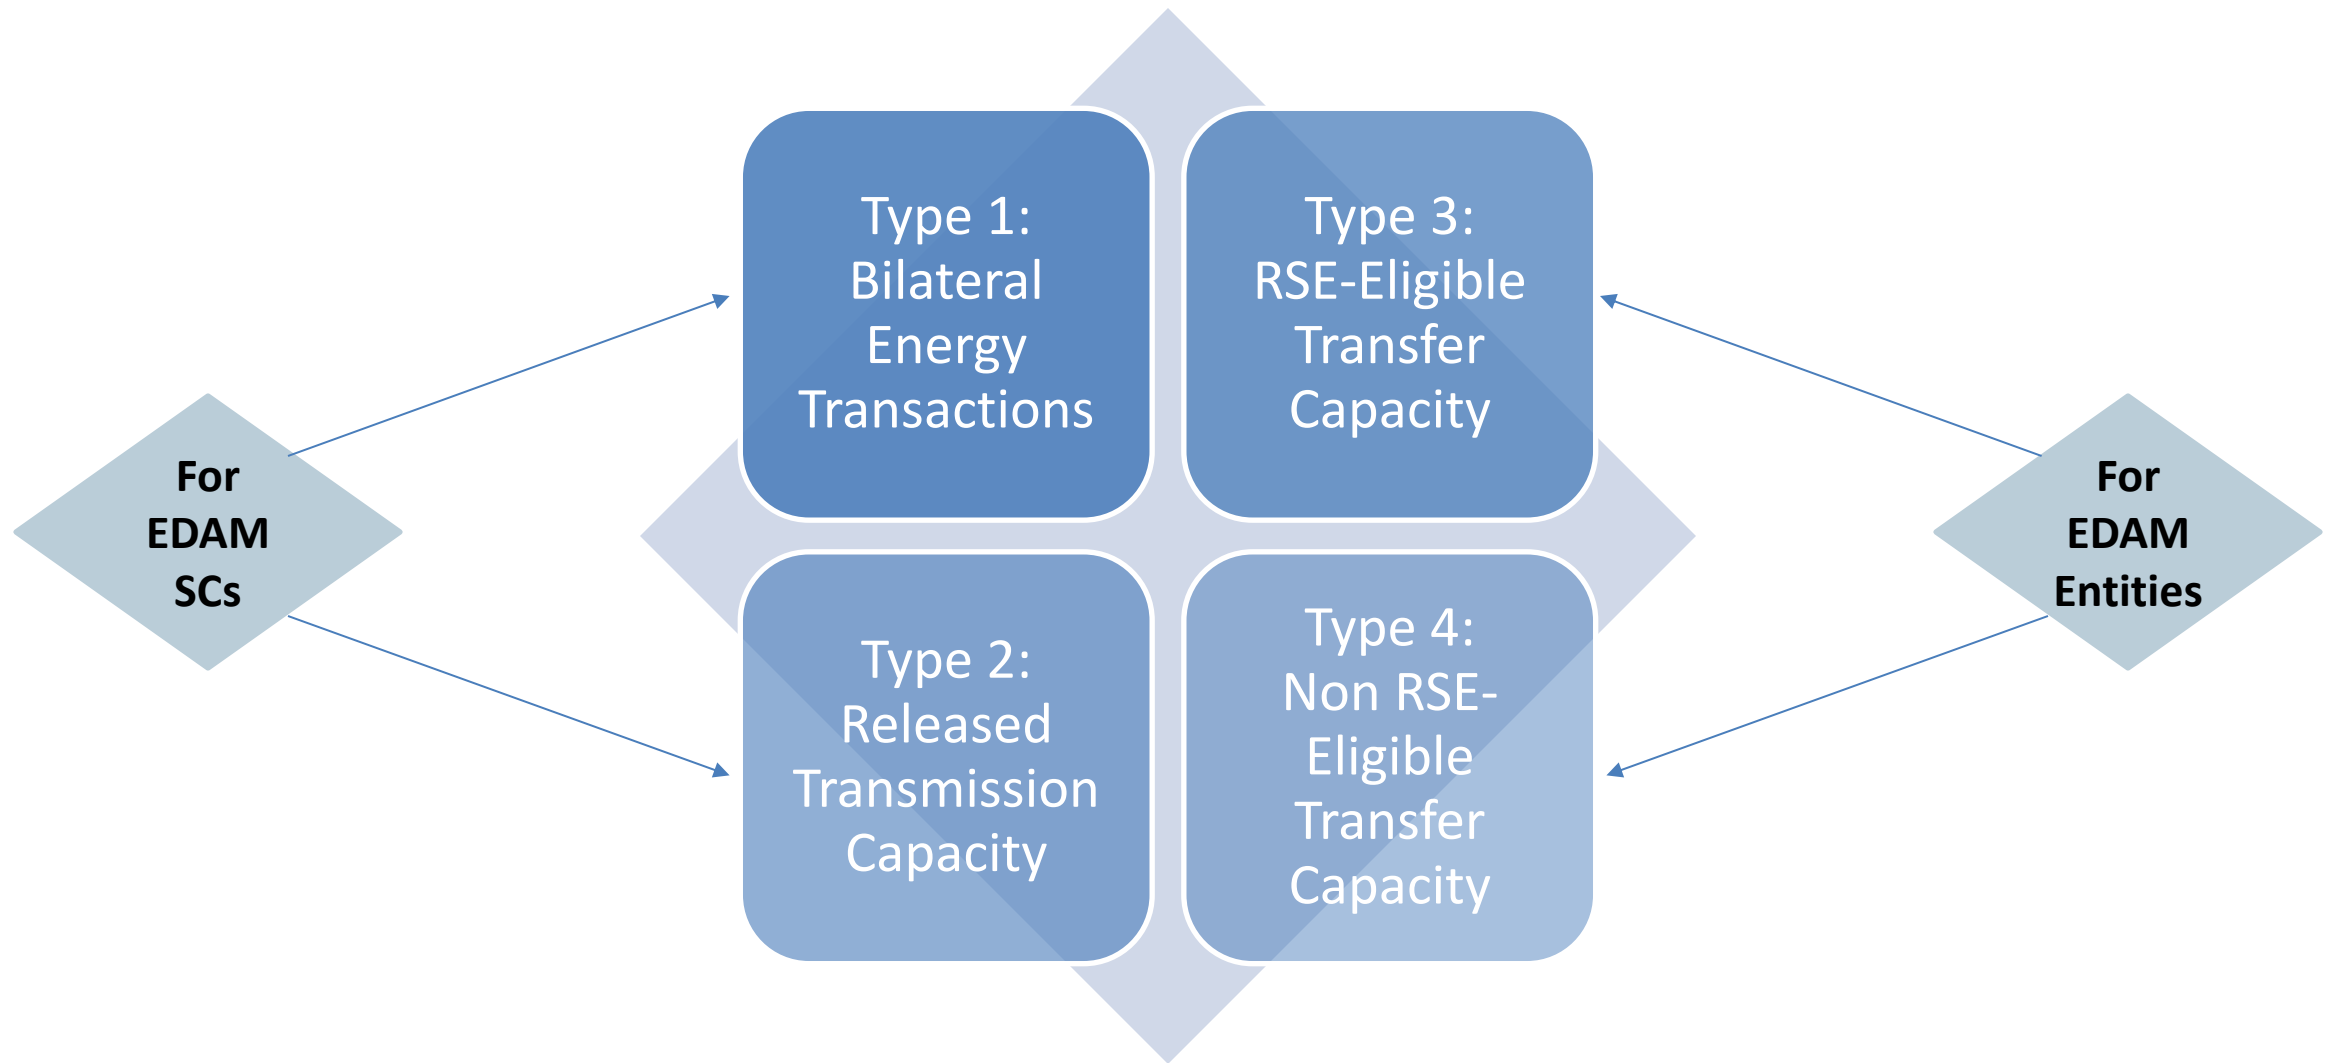 For
EDAM
SCs
Type 1:
Bilateral
Energy
Transactions
Type 3:
RSE-Eligible
Transfer
Capacity
Type 2:
Released
Transmission
Capacity
Type 4:
Non RSE-
Eligible
Transfer
Capacity
For
EDAM
Entities